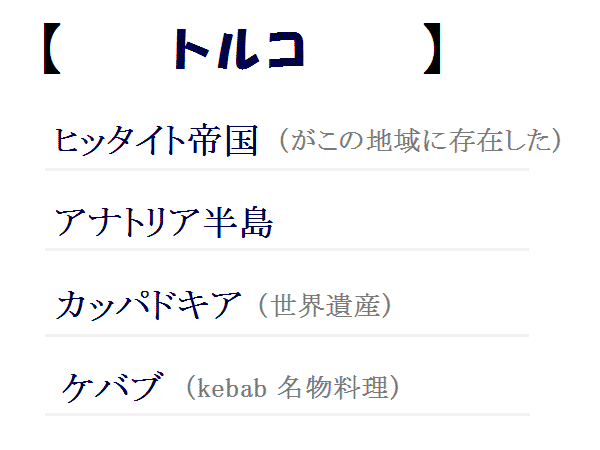 【 トルコ 】
ヒッタイト帝国 （がこの地域に存在した）
アナトリア半島
カッパドキア （世界遺産）
ケバブ （kebab 名物料理）